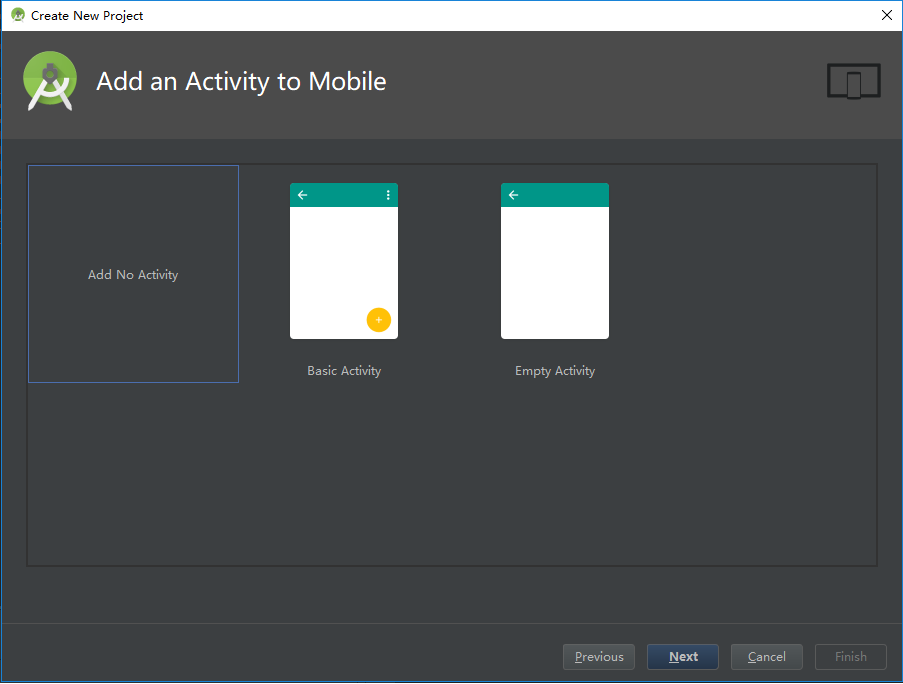 Create New Project
Add an Activity to Mobile
Add No Activity
Basic Activity
Empty Activity
Previous
Next
Cancel
Finish